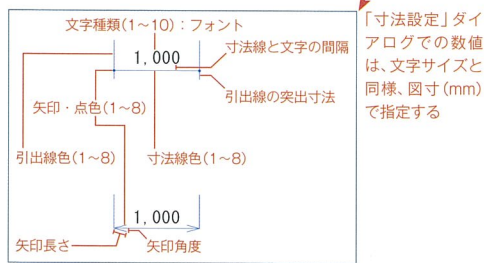 文字種類(1～10)：フォント
1,000
寸法線と文字の間隔
引出線の突出寸法
矢印・点色(1～8)
引出線色(1～8)
寸法線色(1～8)
1,000
矢印長さ
矢印角度
「寸法設定」ダイ
アログでの数値
は、文字サイズと
同様、図寸(mm)
で指定する